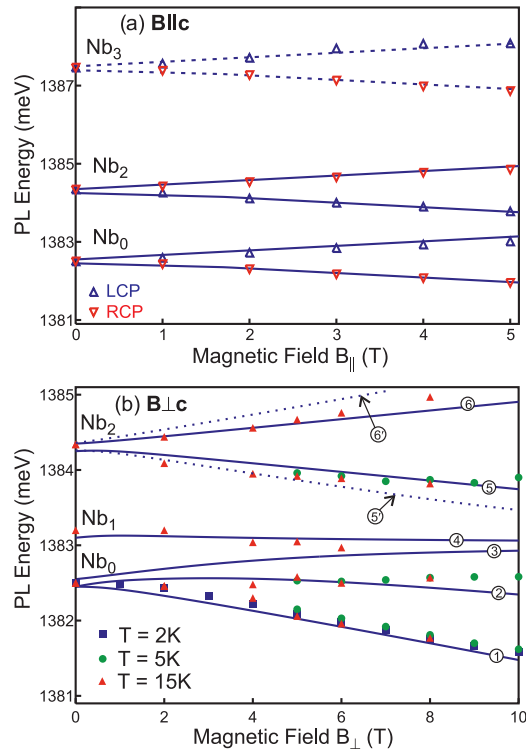 (a) B||c
Nb3
Nb2
Nb0
LCP
RCP
PL Energy (meV)
1387
1385
1383
1381
0 1 2 3 4 5
Magnetic Field B|| (T)
(b) B⊥c
Nb2
Nb1
Nb0
6
6'
5
5'
4
3
2
1
T = 2K
T = 5K
T = 15K
PL Energy (meV)
1385
1384
1383
1382
1381
0 2 4 6 8 10
Magnetic Field B⊥ (T)